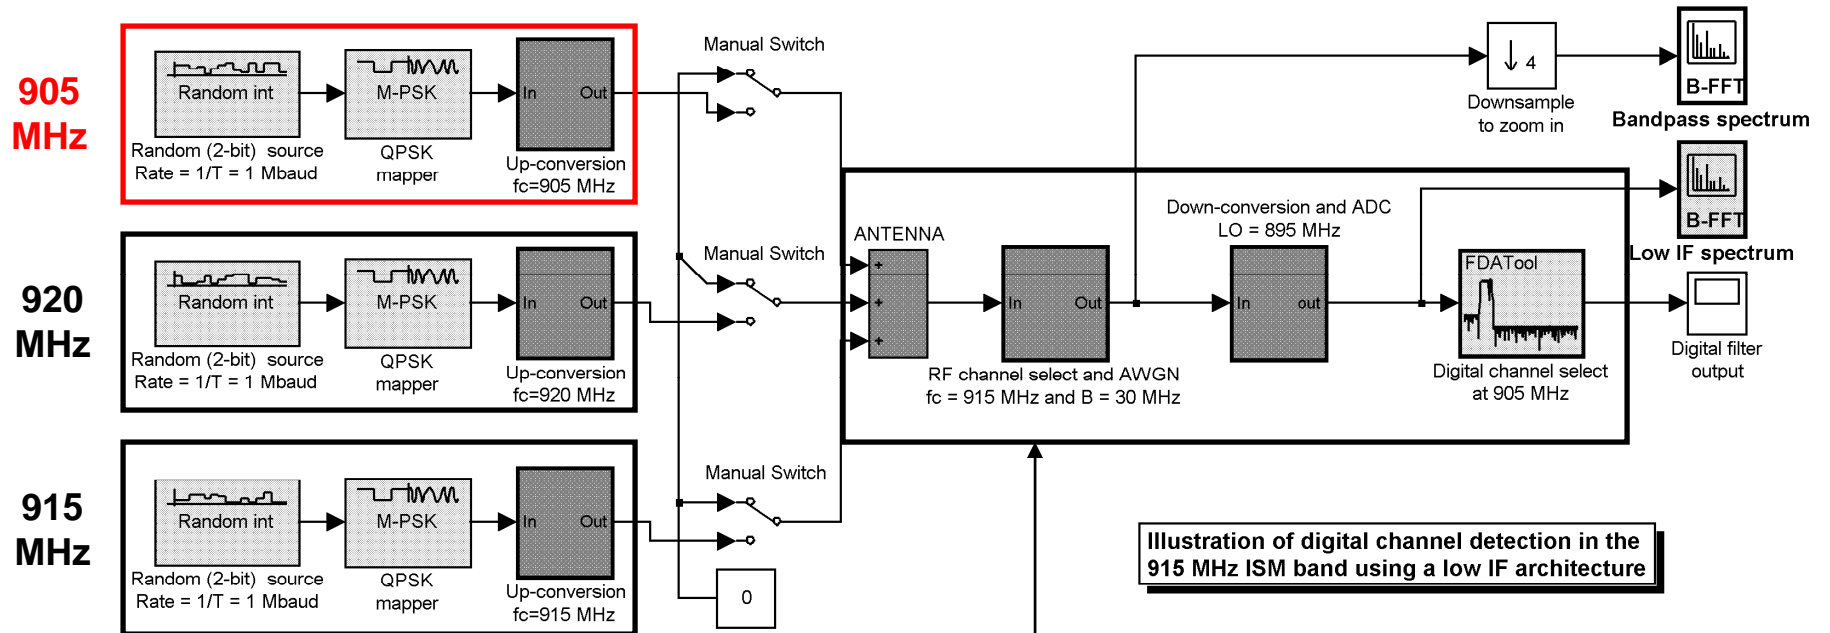 905
MHz
Random int
Random (2-bit)  source
Rate = 1/T = 1 Mbaud
M-PSK
QPSK
mapper
In
Out
Up-conversion
fc=905 MHz
Manual Switch
4
Downsample
to zoom in
B-FFT
Bandpass spectrum
B-FFT
Low IF spectrum
920
MHz
Random int
Random (2-bit)  source
Rate = 1/T = 1 Mbaud
M-PSK
QPSK
mapper
In
Out
Up-conversion
fc=920 MHz
Manual Switch
ANTENNA
+
+
+
In
Out
RF channel select and AWGN
fc = 915 MHz and B = 30 MHz
Down-conversion and ADC
LO = 895 MHz
In
out
FDATool
Digital channel select
at 905 MHz
Digital filter
output
915
MHz
Random int
Random (2-bit)  source
Rate = 1/T = 1 Mbaud
M-PSK
QPSK
mapper
In
Out
Up-conversion
fc=915 MHz
Manual Switch
0
Illustration of digital channel detection in the
915 MHz ISM band using a low IF architecture